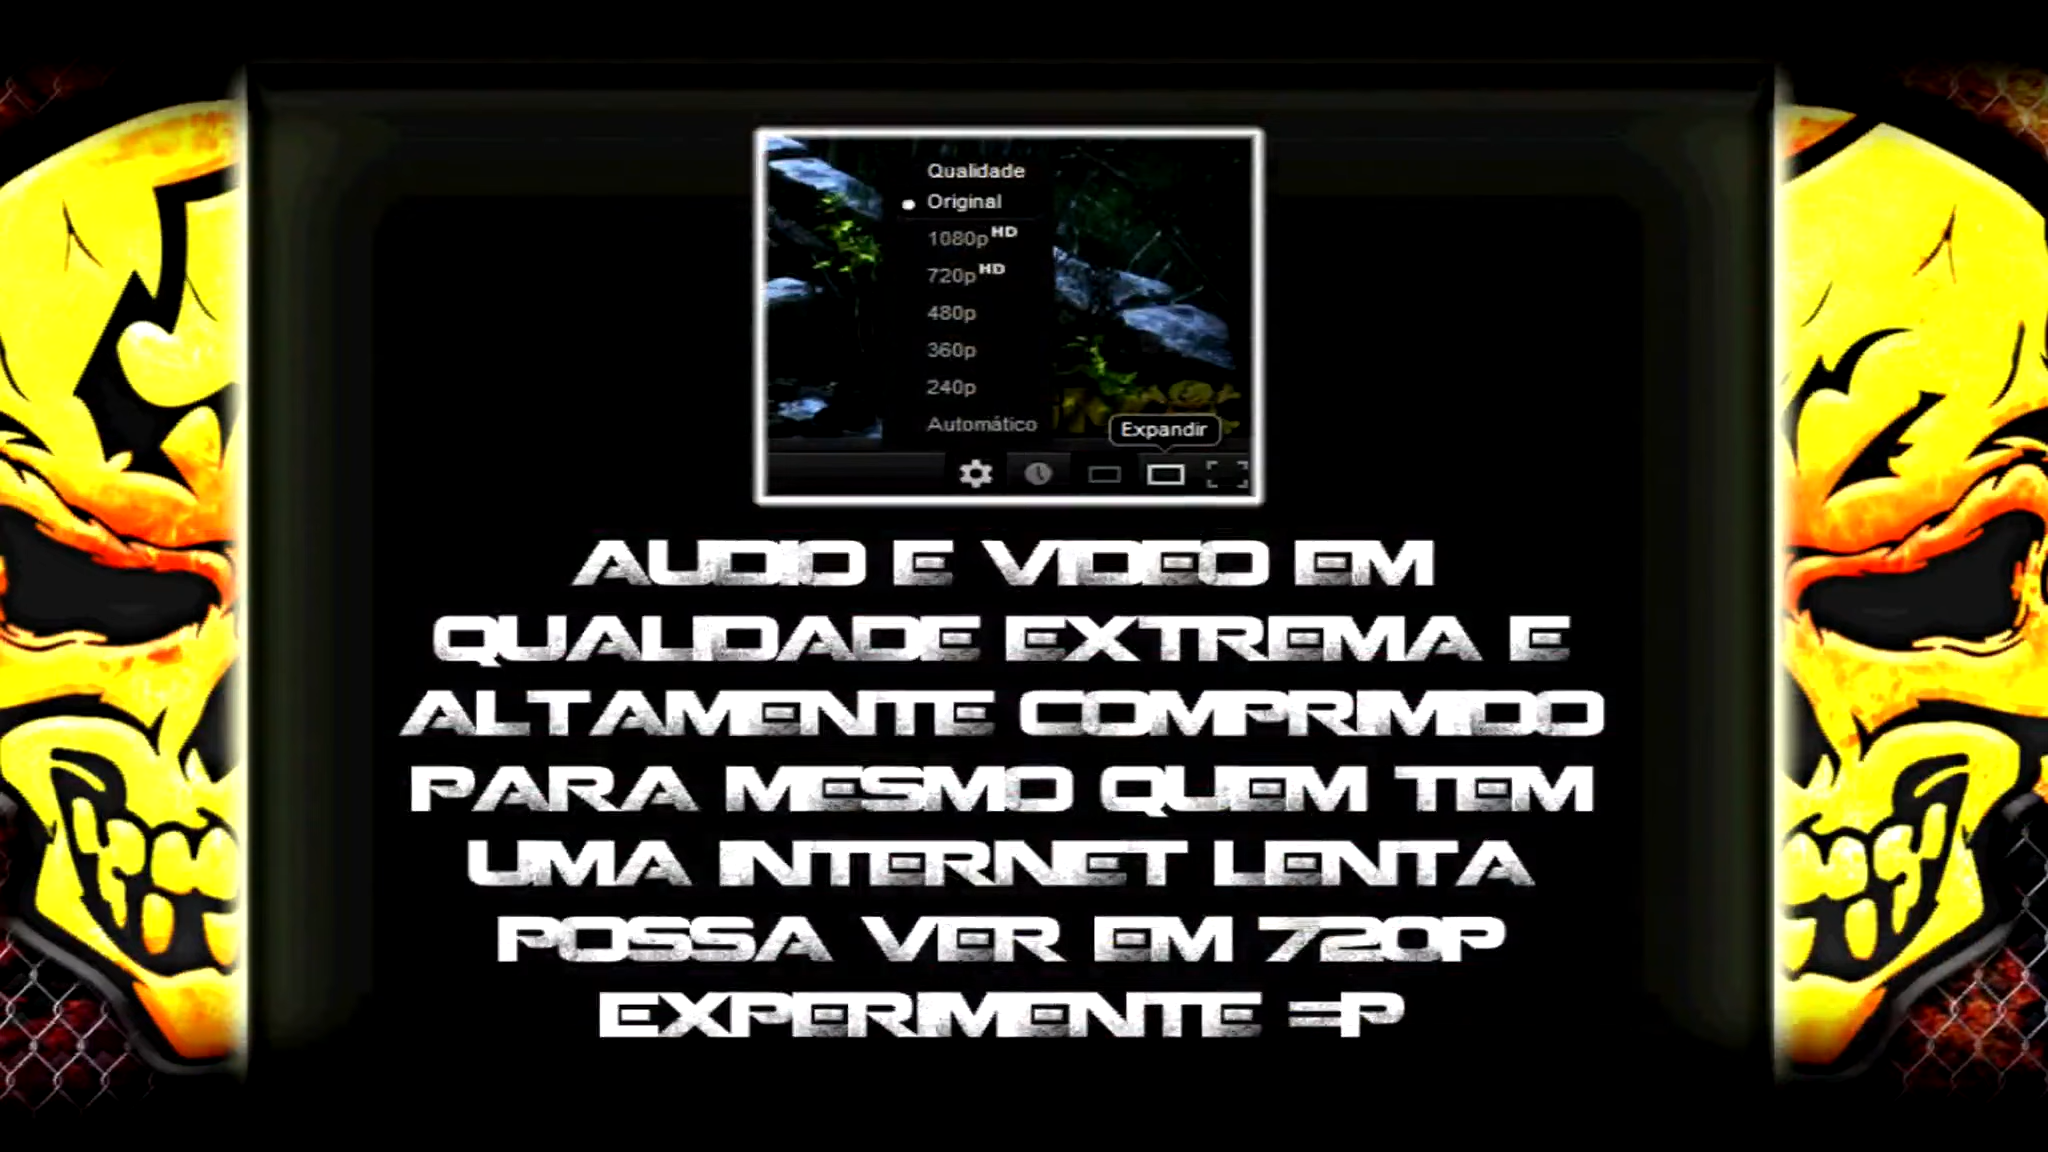 Qualidade
Original
1080p HD
720p HD
480p
360p
240p
Automático
Expandir
AUDIO E VIDEO EM
QUALIDADE EXTREMA E
ALTAMENTE COMPRIMIDO
PARA MESMO QUEM TEM
UMA INTERNET LENTA
POSSA VER EM 720P
EXPERIMENTE =P